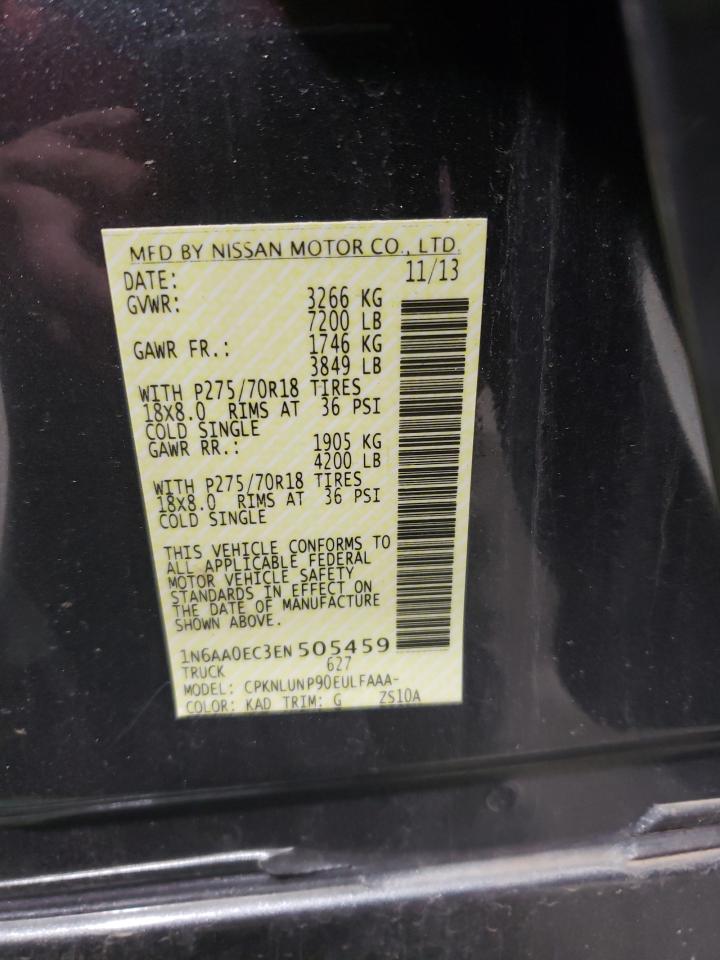 MFD BY NISSAN MOTOR CO., LTD.
DATE: 11/13
GVWR: 3266 KG
7200 LB
GAWR FR.: 1746 KG
3849 LB
WITH P275/70R18 TIRES
18x8.0 RIMS AT 36 PSI
COLD SINGLE
GAWR RR.: 1905 KG
4200 LB
WITH P275/70R18 TIRES
18x8.0 RIMS AT 36 PSI
COLD SINGLE
THIS VEHICLE CONFORMS TO
ALL APPLICABLE FEDERAL
MOTOR VEHICLE SAFETY
STANDARDS IN EFFECT ON
THE DATE OF MANUFACTURE
SHOWN ABOVE.
1N6AA0EC3EN505459
TRUCK 627
MODEL: CPKNLUNP90EULFAAA-
COLOR: KAD TRIM: G ZS10A